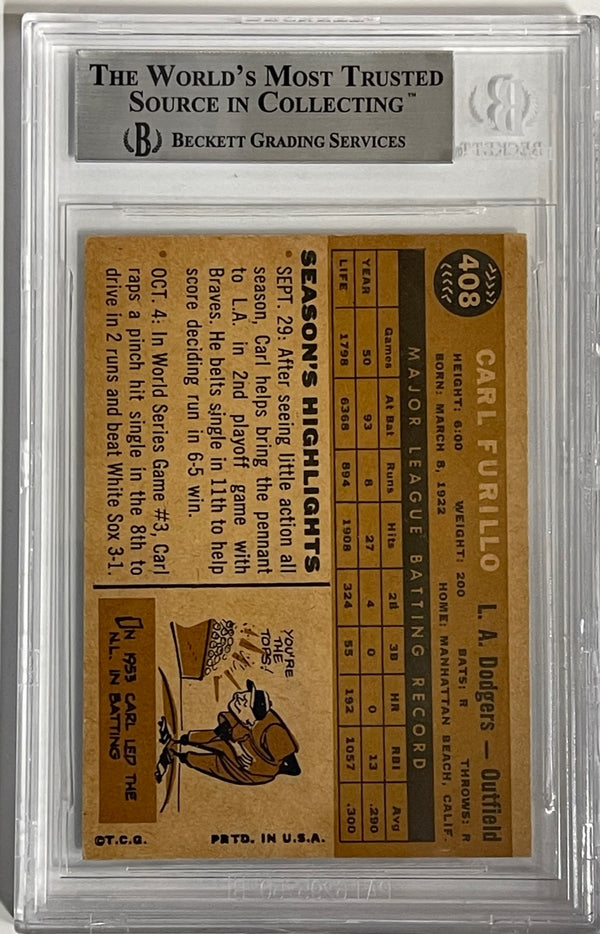 THE WORLD'S MOST TRUSTED
SOURCE IN COLLECTING™
B BECKETT GRADING SERVICES
B
BECKETT
408
CARL FURILLO L. A. Dodgers — Outfield
HEIGHT: 6:00 WEIGHT: 200 BATS: R THROWS: R
BORN: MARCH 8, 1922 HOME: MANHATTAN BEACH, CALIF.
MAJOR LEAGUE BATTING RECORD
Games At Bat Runs Hits 2B 3B HR RBI Avg
YEAR 50 93 8 27 4 0 0 13 .290
LIFE 1798 6368 894 1908 324 55 192 1057 .300
SEASON'S HIGHLIGHTS
• SEPT. 29: After seeing little action all
season, Carl helps bring the pennant
to L.A. in 2nd playoff game with
Braves. He belts single in 11th to help
score deciding run in 6-5 win.
• OCT. 4: In World Series Game #3, Carl
raps a pinch hit single in the 8th to
drive in 2 runs and beat White Sox 3-1.
YOU'RE
THE
TOPS!
IN 1953 CARL LED THE
N.L. IN BATTING
©T.C.G. PRTD. IN U.S.A.